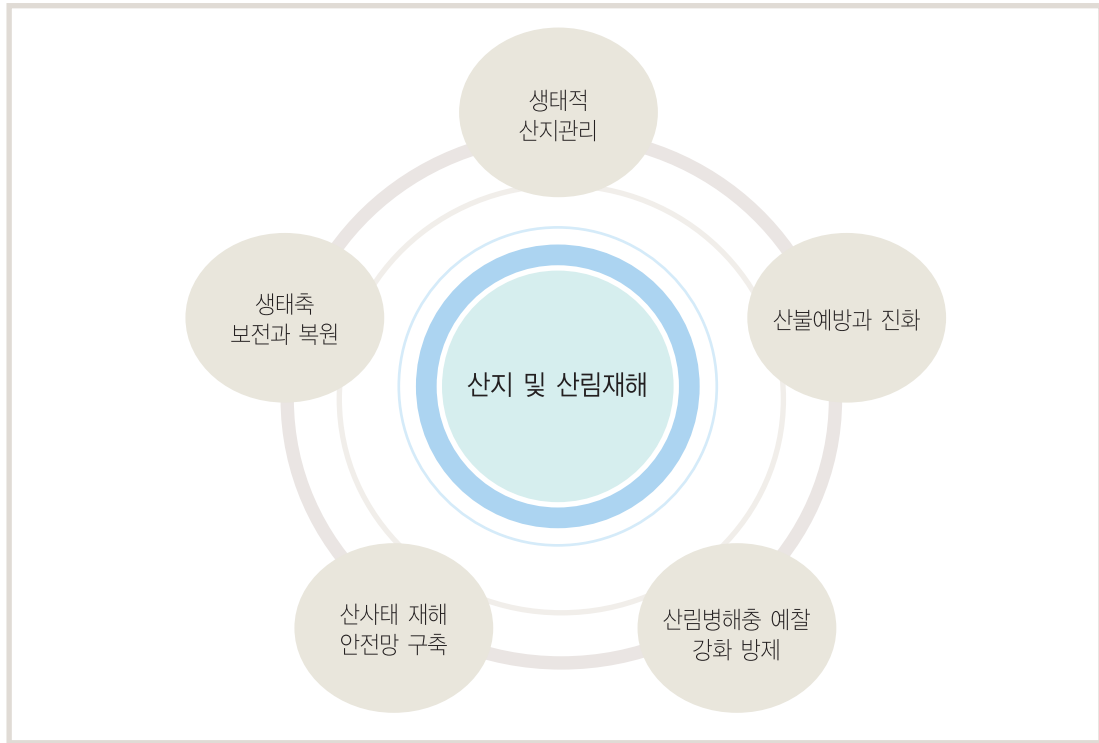 생태적
산지관리
생태축
보전과 복원
산불예방과 진화
산지 및 산림재해
산사태 재해
안전망 구축
산림병해충 예찰
강화 방제